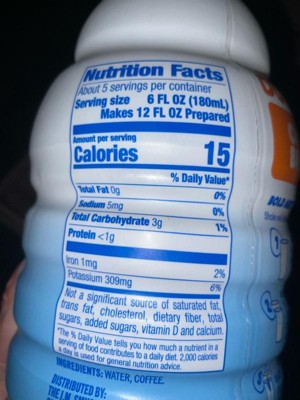 Nutrition Facts
About 5 servings per container
Serving size 6 FL OZ (180mL)
Makes 12 FL OZ Prepared
Amount per serving
Calories 15
% Daily Value*
Total Fat 0g 0%
Sodium 5mg 0%
Total Carbohydrate 3g 1%
Protein <1g
Iron 1mg 2%
Potassium 309mg 6%
Not a significant source of saturated fat,
trans fat, cholesterol, dietary fiber, total
sugars, added sugars, vitamin D and calcium.
*The % Daily Value tells you how much a nutrient in a
serving of food contributes to a daily diet. 2,000 calories
a day is used for general nutrition advice.
INGREDIENTS: WATER, COFFEE.
DISTRIBUTED BY:
THE J.M.
BOLD